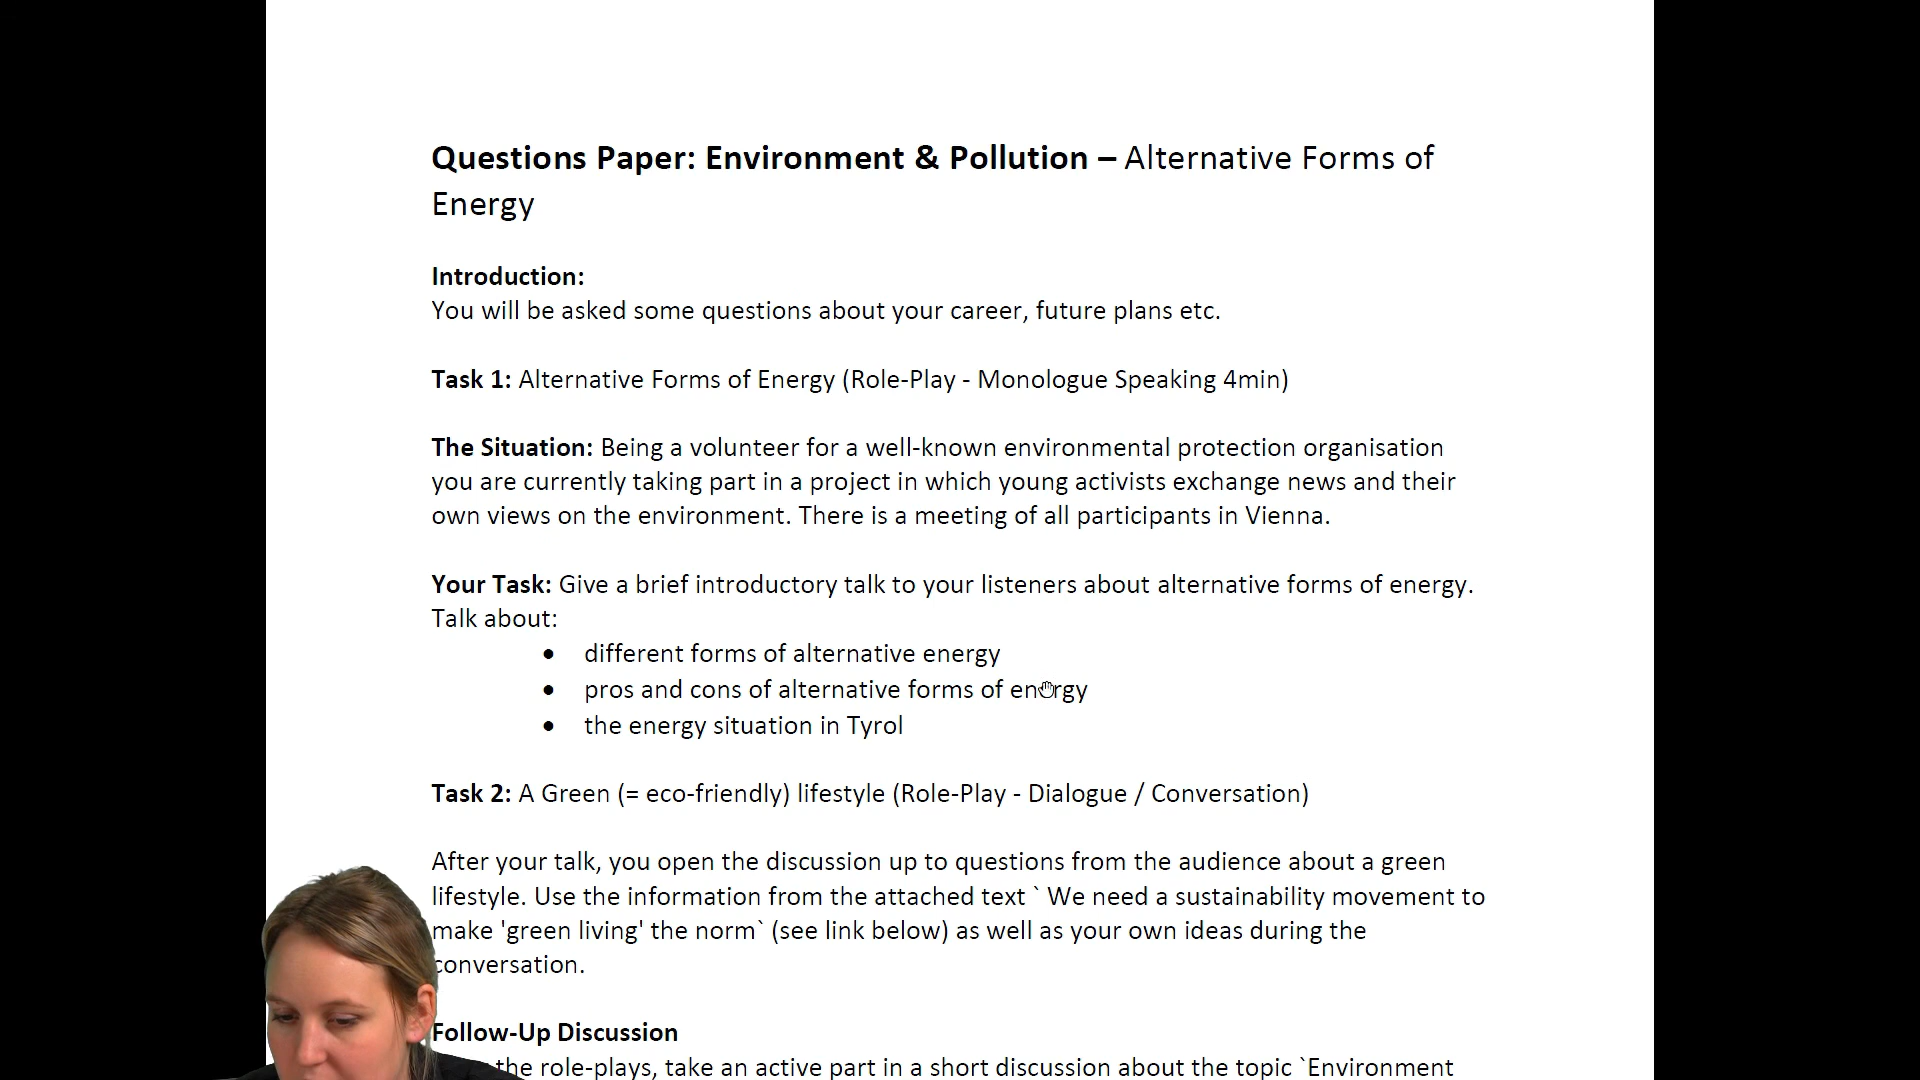 Questions Paper: Environment & Pollution – Alternative Forms of
Energy
Introduction:
You will be asked some questions about your career, future plans etc.
Task 1: Alternative Forms of Energy (Role-Play - Monologue Speaking 4min)
The Situation: Being a volunteer for a well-known environmental protection organisation
you are currently taking part in a project in which young activists exchange news and their
own views on the environment. There is a meeting of all participants in Vienna.
Your Task: Give a brief introductory talk to your listeners about alternative forms of energy.
Talk about:
• different forms of alternative energy
• pros and cons of alternative forms of energy
• the energy situation in Tyrol
Task 2: A Green (= eco-friendly) lifestyle (Role-Play - Dialogue / Conversation)
After your talk, you open the discussion up to questions from the audience about a green
lifestyle. Use the information from the attached text ` We need a sustainability movement to
make 'green living' the norm` (see link below) as well as your own ideas during the
conversation.
Follow-Up Discussion
the role-plays, take an active part in a short discussion about the topic `Environment